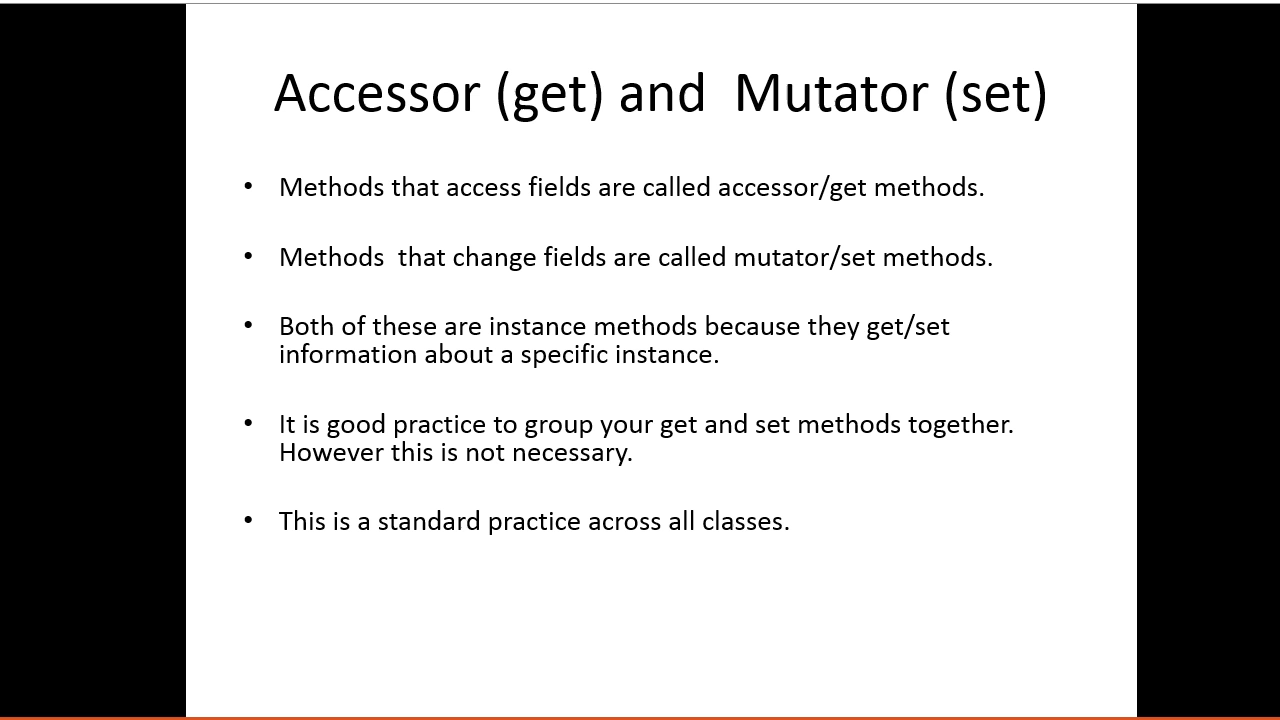 Accessor (get) and  Mutator (set)
• Methods that access fields are called accessor/get methods.
• Methods  that change fields are called mutator/set methods.
• Both of these are instance methods because they get/set
information about a specific instance.
• It is good practice to group your get and set methods together.
However this is not necessary.
• This is a standard practice across all classes.